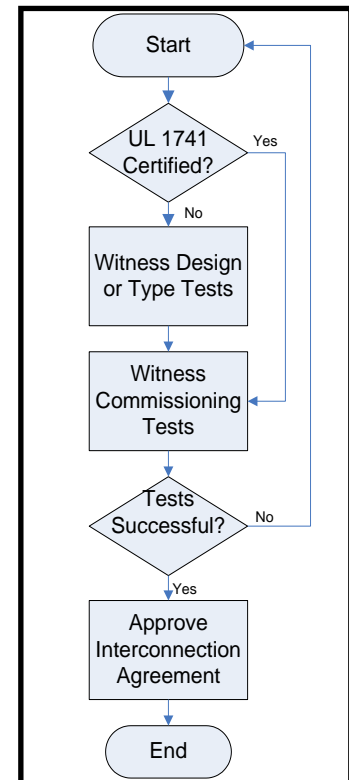 Start
UL 1741
Certified?
Yes
No
Witness Design
or Type Tests
Witness
Commissioning
Tests
Tests
Successful?
No
Yes
Approve
Interconnection
Agreement
End